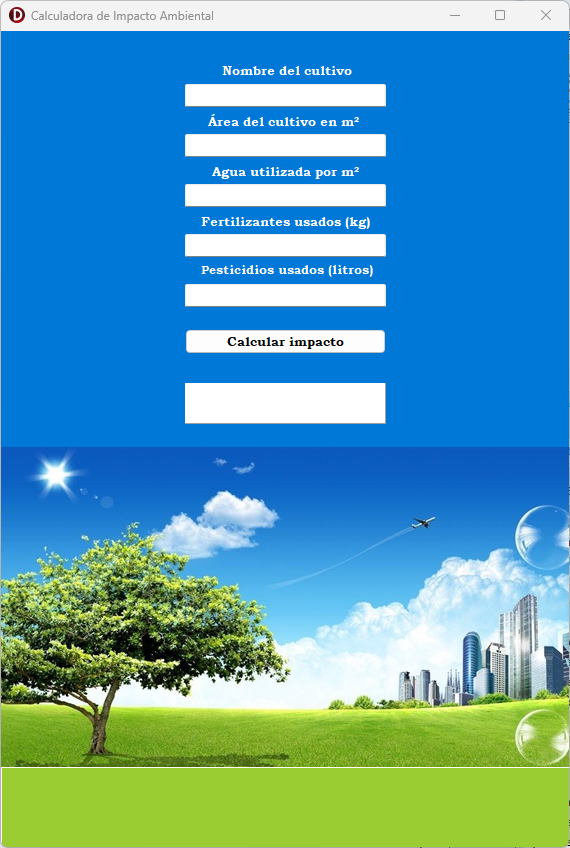 D Calculadora de Impacto Ambiental
Nombre del cultivo
Área del cultivo en m²
Agua utilizada por m²
Fertilizantes usados (kg)
Pesticidios usados (litros)
Calcular impacto